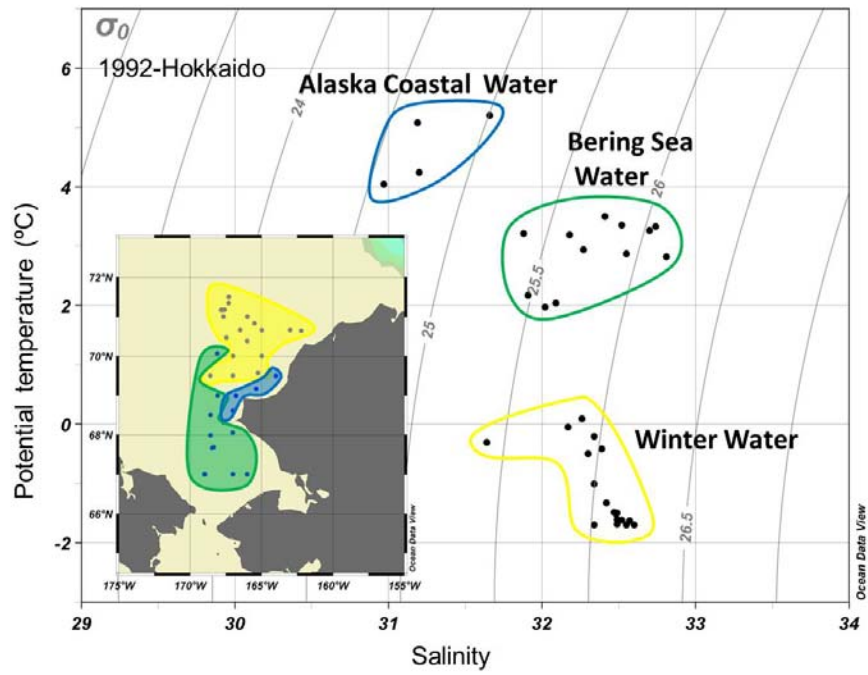 σ0
1992-Hokkaido
Alaska Coastal Water
Bering Sea
Water
Winter Water
24
25
25.5
26
26.5
6
4
2
0
-2
Potential temperature (ºC)
29
30
31
32
33
34
Salinity
72°N
70°N
68°N
66°N
175°W
170°W
165°W
160°W
155°W
Ocean Data View
Ocean Data View